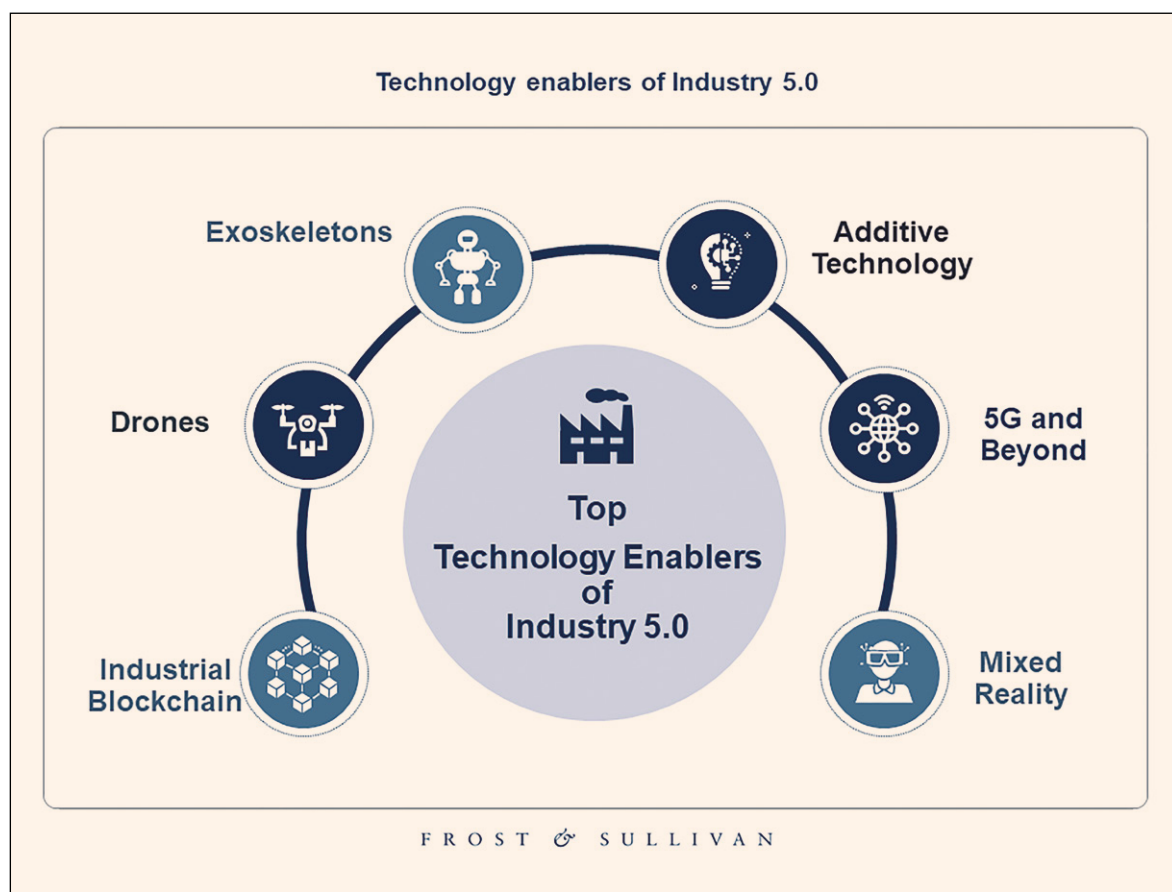 Technology enablers of Industry 5.0
Exoskeletons
Additive
Technology
Drones
5G and
Beyond
Top
Technology Enablers
of
Industry 5.0
Industrial
Blockchain
Mixed
Reality
FROST & SULLIVAN